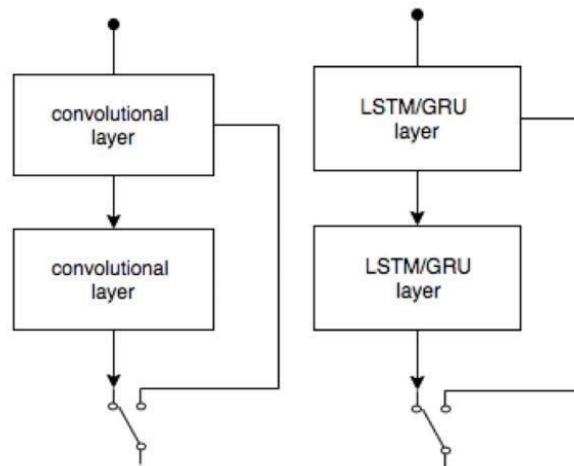 convolutional
layer
convolutional
layer
LSTM/GRU
layer
LSTM/GRU
layer